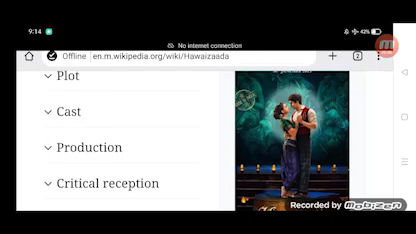 9:14
42%
No internet connection
Offline en.m.wikipedia.org/wiki/Hawaizaada
2
Plot
Cast
Production
Critical reception
Recorded by mobizen